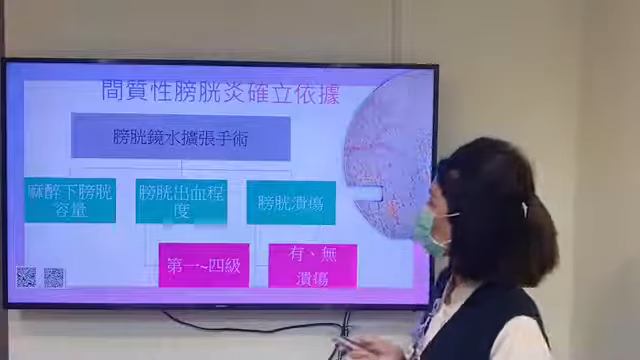 間質性膀胱炎確立依據
膀胱鏡水擴張手術
麻醉下膀胱
容量
膀胱出血程
度
膀胱潰瘍
第一~四級
有、無
潰瘍